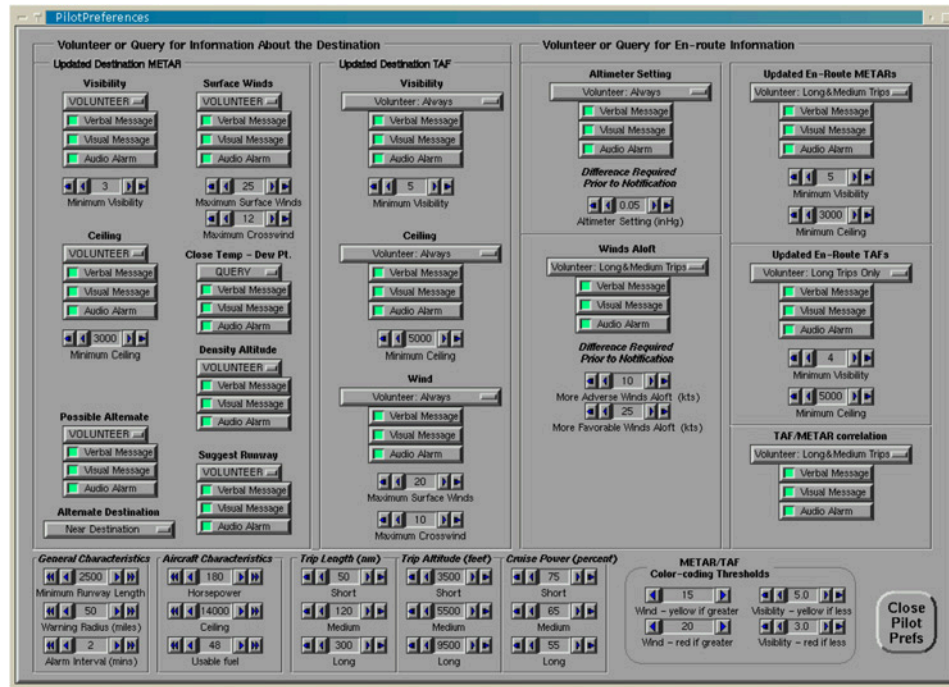 PilotPreferences
Volunteer or Query for Information About the Destination
Updated Destination METAR
Visibility
VOLUNTEER
Verbal Message
Visual Message
Audio Alarm
3
Minimum Visibility
Ceiling
VOLUNTEER
Verbal Message
Visual Message
Audio Alarm
3000
Minimum Ceiling
Possible Alternate
VOLUNTEER
Verbal Message
Visual Message
Audio Alarm
Alternate Destination
Near Destination
Surface Winds
VOLUNTEER
Verbal Message
Visual Message
Audio Alarm
25
Maximum Surface Winds
12
Maximum Crosswind
Close Temp - Dew Pt.
QUERY
Verbal Message
Visual Message
Audio Alarm
Density Altitude
VOLUNTEER
Verbal Message
Visual Message
Audio Alarm
Suggest Runway
VOLUNTEER
Verbal Message
Visual Message
Audio Alarm
Updated Destination TAF
Visibility
Volunteer: Always
Verbal Message
Visual Message
Audio Alarm
5
Minimum Visibility
Ceiling
Volunteer: Always
Verbal Message
Visual Message
Audio Alarm
5000
Minimum Ceiling
Wind
Volunteer: Always
Verbal Message
Visual Message
Audio Alarm
20
Maximum Surface Winds
10
Maximum Crosswind
Volunteer or Query for En-route Information
Altimeter Setting
Volunteer: Always
Verbal Message
Visual Message
Audio Alarm
Difference Required
Prior to Notification
0.05
Altimeter Setting (inHg)
Winds Aloft
Volunteer: Long&Medium Trips
Verbal Message
Visual Message
Audio Alarm
Difference Required
Prior to Notification
10
More Adverse Winds Aloft (kts)
25
More Favorable Winds Aloft (kts)
Updated En-Route METARs
Volunteer: Long&Medium Trips
Verbal Message
Visual Message
Audio Alarm
5
Minimum Visibility
3000
Minimum Ceiling
Updated En-Route TAFs
Volunteer: Long Trips Only
Verbal Message
Visual Message
Audio Alarm
4
Minimum Visibility
5000
Minimum Ceiling
TAF/METAR correlation
Volunteer: Long&Medium Trips
Verbal Message
Visual Message
Audio Alarm
General Characteristics
2500
Minimum Runway Length
50
Warning Radius (miles)
2
Alarm Interval (mins)
Aircraft Characteristics
180
Horsepower
14000
Ceiling
48
Usable fuel
Trip Length (nm)
50
Short
120
Medium
300
Long
Trip Altitude (feet)
3500
Short
5500
Medium
9500
Long
Cruise Power (percent)
75
Short
65
Medium
55
Long
METAR/TAF
Color-coding Thresholds
15
Wind - yellow if greater
20
Wind - red if greater
5.0
Visiblity - yellow if less
3.0
Visiblity - red if less
Close
Pilot
Prefs